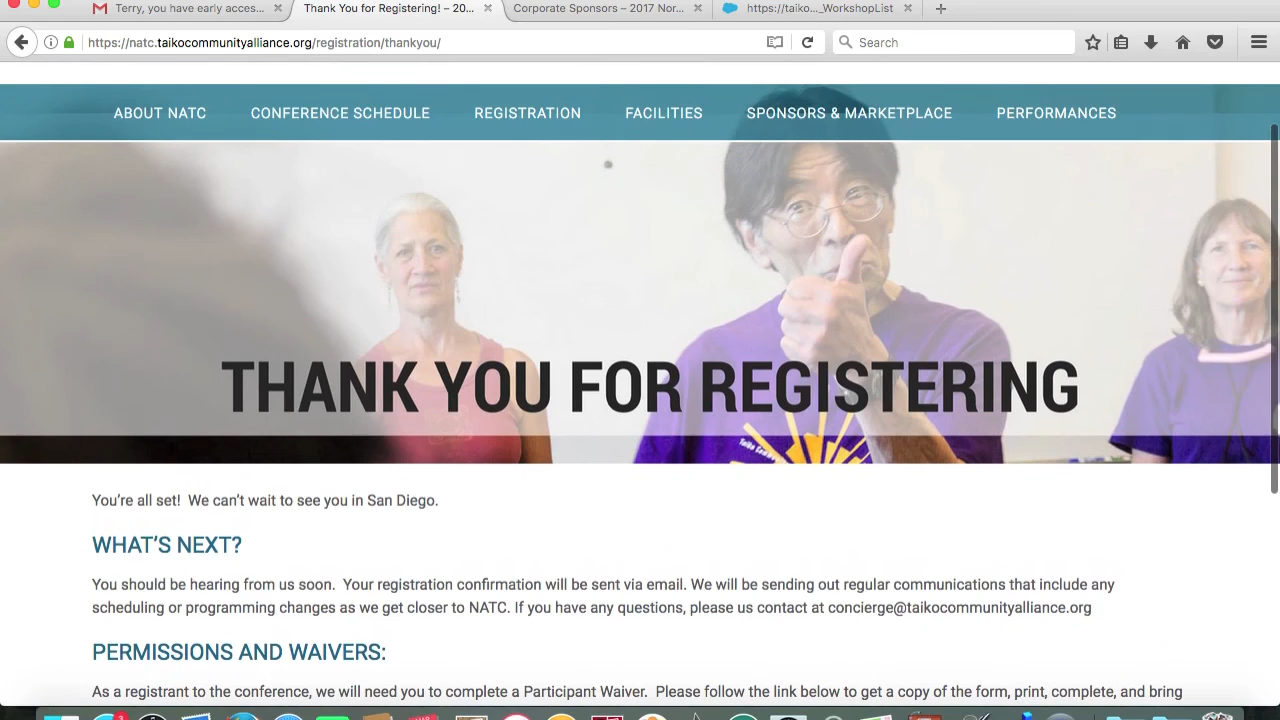 Terry, you have early acces...
Thank You for Registering! – 20...
Corporate Sponsors – 2017 Nor...
https://taiko..._WorkshopList
https://natc.taikocommunityalliance.org/registration/thankyou/
Search
ABOUT NATC
CONFERENCE SCHEDULE
REGISTRATION
FACILITIES
SPONSORS & MARKETPLACE
PERFORMANCES
THANK YOU FOR REGISTERING
You're all set! We can't wait to see you in San Diego.
WHAT'S NEXT?
You should be hearing from us soon. Your registration confirmation will be sent via email. We will be sending out regular communications that include any
scheduling or programming changes as we get closer to NATC. If you have any questions, please us contact at concierge@taikocommunityalliance.org
PERMISSIONS AND WAIVERS:
As a registrant to the conference, we will need you to complete a Participant Waiver. Please follow the link below to get a copy of the form, print, complete, and bring